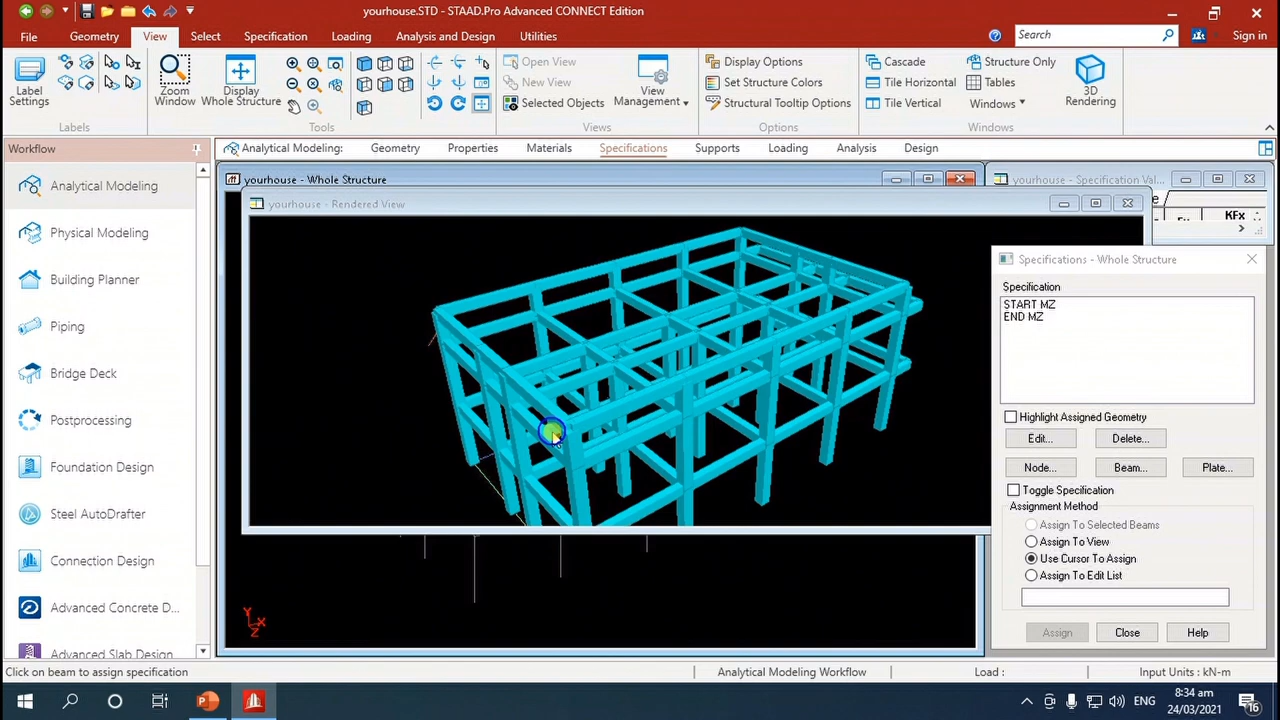 yourhouse.STD - STAAD.Pro Advanced CONNECT Edition
File Geometry View Select Specification Loading Analysis and Design Utilities Search Sign in
Label Settings
Zoom Window
Display Whole Structure
Open View
New View
Selected Objects
View Management
Display Options
Set Structure Colors
Structural Tooltip Options
Cascade
Tile Horizontal
Tile Vertical
Structure Only
Tables
Windows
3D Rendering
Labels Tools Views Options Windows
Workflow
Analytical Modeling: Geometry Properties Materials Specifications Supports Loading Analysis Design
Analytical Modeling
Physical Modeling
Building Planner
Piping
Bridge Deck
Postprocessing
Foundation Design
Steel AutoDrafter
Connection Design
Advanced Concrete D...
Advanced Slab Design
yourhouse - Whole Structure
yourhouse - Specification Val...
KFx
yourhouse - Rendered View
Y
X
Z
Specifications - Whole Structure
Specification
START MZ
END MZ
Highlight Assigned Geometry
Edit... Delete...
Node... Beam... Plate...
Toggle Specification
Assignment Method
Assign To Selected Beams
Assign To View
Use Cursor To Assign
Assign To Edit List
Assign Close Help
Click on beam to assign specification Analytical Modeling Workflow Load : Input Units : kN-m
ENG
8:34 am
24/03/2021
16